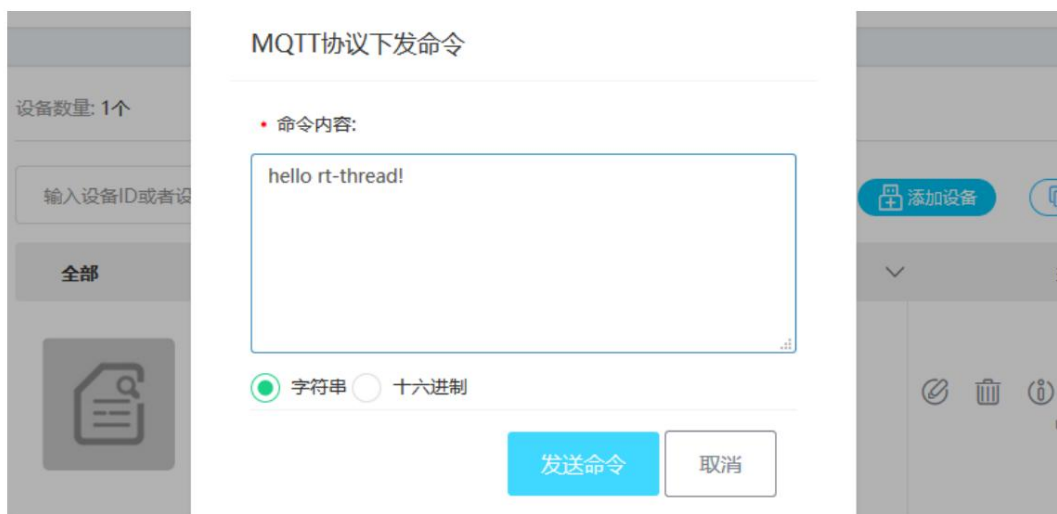 MQTT协议下发命令
设备数量: 1个
命令内容:
hello rt-thread!
输入设备ID或者设
添加设备
全部
字符串 十六进制
发送命令 取消